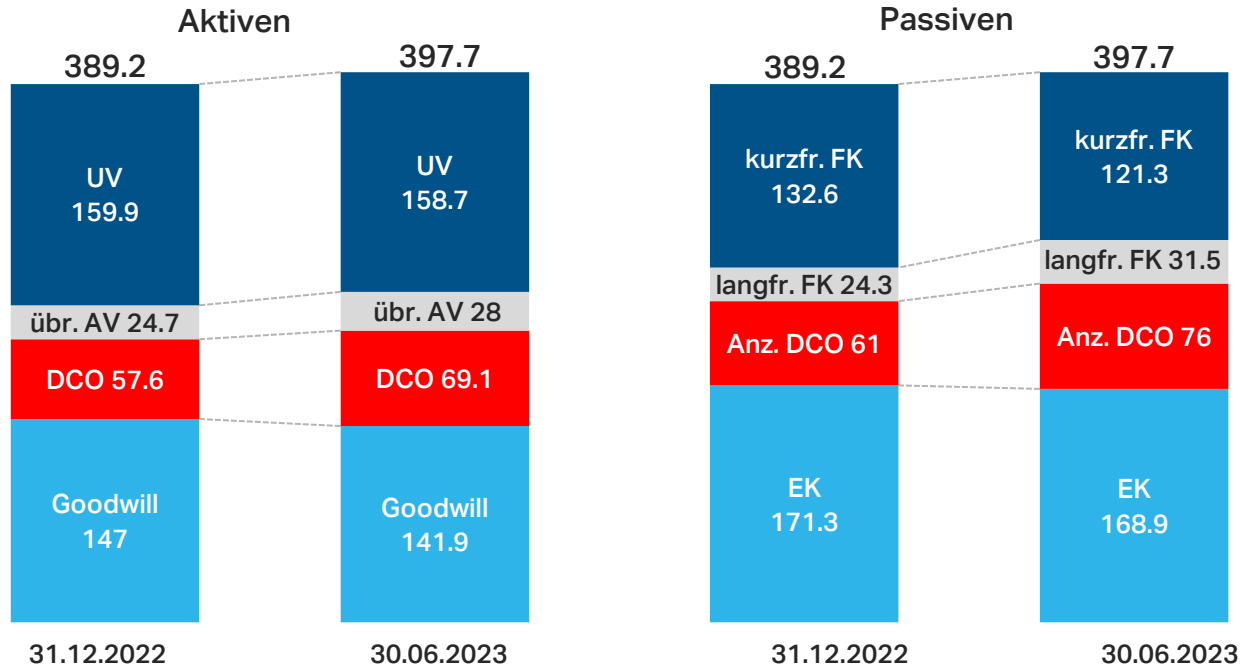 Aktiven
389.2
397.7
UV
159.9
UV
158.7
übr. AV 24.7
übr. AV 28
DCO 57.6
DCO 69.1
Goodwill
147
Goodwill
141.9
31.12.2022
30.06.2023
Passiven
389.2
397.7
kurzfr. FK
132.6
kurzfr. FK
121.3
langfr. FK 24.3
langfr. FK 31.5
Anz. DCO 61
Anz. DCO 76
EK
171.3
EK
168.9
31.12.2022
30.06.2023